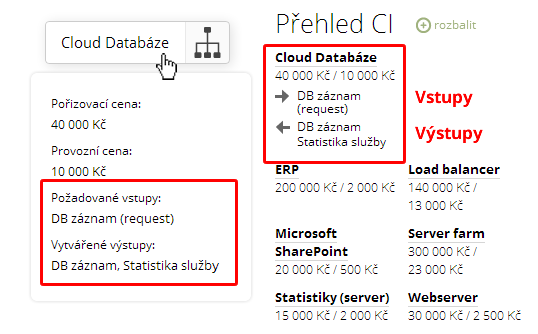 Cloud Databáze
Pořizovací cena:
40 000 Kč
Provozní cena:
10 000 Kč
Požadované vstupy:
DB záznam (request)
Vytvářené výstupy:
DB záznam, Statistika služby
Přehled CI
rozbalit
Cloud Databáze
40 000 Kč / 10 000 Kč
DB záznam
(request)
Vstupy
DB záznam
Statistika služby
Výstupy
ERP
200 000 Kč / 2 000 Kč
Load balancer
140 000 Kč /
13 000 Kč
Microsoft
SharePoint
20 000 Kč / 500 Kč
Server farm
300 000 Kč /
23 000 Kč
Statistiky (server)
15 000 Kč / 2 000 Kč
Webserver
30 000 Kč / 2 500 Kč